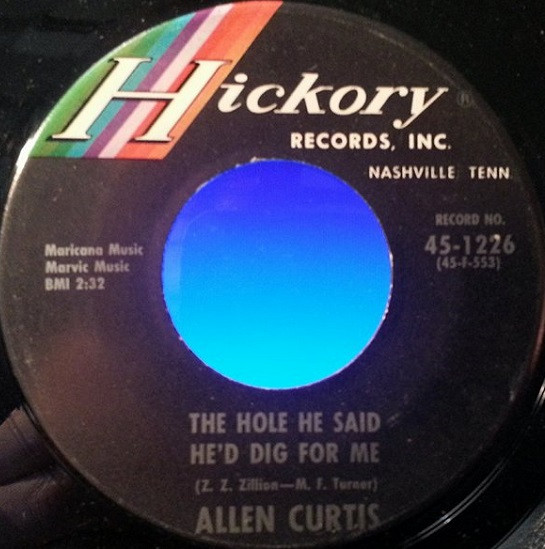 Hickory ®
RECORDS, INC.
NASHVILLE TENN
RECORD NO.
45-1226
(45-F-553)
Maricana Music
Marvic Music
BMI 2:32
THE HOLE HE SAID
HE'D DIG FOR ME
(Z. Z. Zillion—M. F. Turner)
ALLEN CURTIS